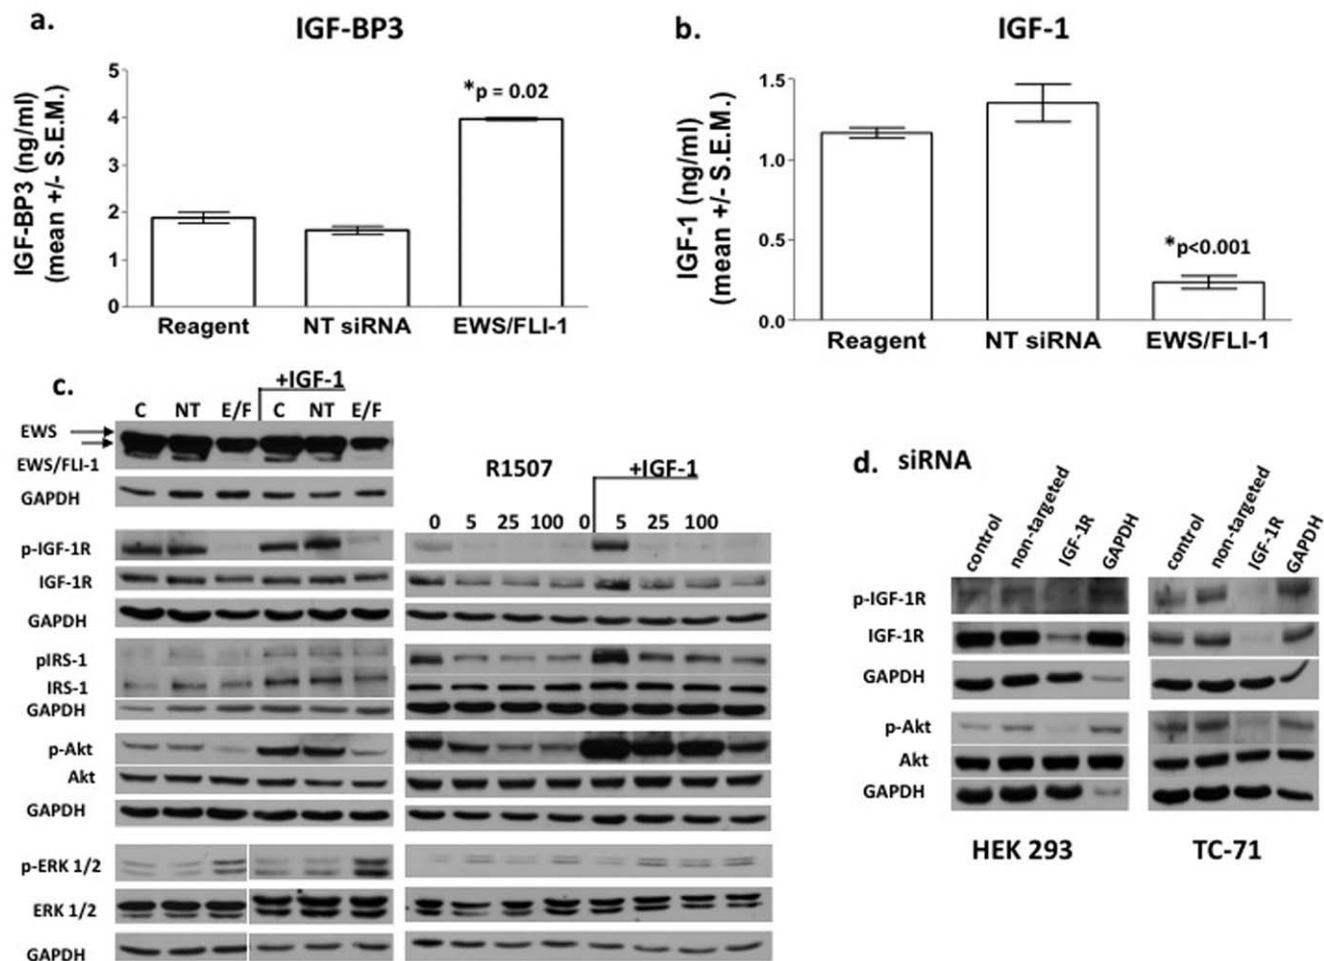 a.
IGF-BP3
IGF-BP3 (ng/ml)
(mean +/- S.E.M.)
5
4
3
2
1
0
*p = 0.02
Reagent NT siRNA EWS/FLI-1
b.
IGF-1
IGF-1 (ng/ml)
(mean +/- S.E.M.)
1.5
1.0
0.5
0.0
*p<0.001
Reagent NT siRNA EWS/FLI-1
c.
+IGF-1
C NT E/F C NT E/F
EWS
EWS/FLI-1
GAPDH
p-IGF-1R
IGF-1R
GAPDH
pIRS-1
IRS-1
GAPDH
p-Akt
Akt
GAPDH
p-ERK 1/2
ERK 1/2
GAPDH
R1507 +IGF-1
0 5 25 100 0 5 25 100
d. siRNA
control non-targeted IGF-1R GAPDH control non-targeted IGF-1R GAPDH
p-IGF-1R
IGF-1R
GAPDH
p-Akt
Akt
GAPDH
HEK 293 TC-71